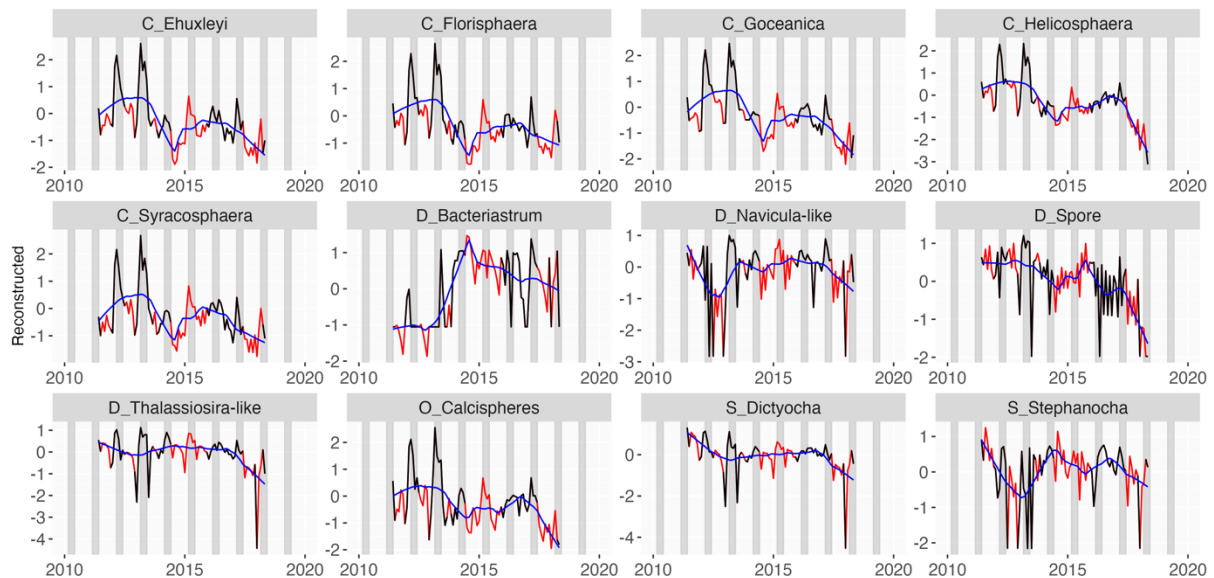 C_Ehuxleyi C_Florisphaera C_Goceanica C_Helicosphaera
2 1 0 -1 -2
2 1 0 -1
2 1 0 -1 -2
2 1 0 -1 -2 -3
2010 2015 2020 2010 2015 2020 2010 2015 2020 2010 2015 2020
C_Syracosphaera D_Bacteriastrum D_Navicula-like D_Spore
Reconstructed
2 1 0 -1
1 0 -1 -2
1 0 -1 -2 -3
1 0 -1 -2
2010 2015 2020 2010 2015 2020 2010 2015 2020 2010 2015 2020
D_Thalassiosira-like O_Calcispheres S_Dictyocha S_Stephanocha
1 0 -1 -2 -3 -4
2 1 0 -1 -2
0 -2 -4
1 0 -1 -2
2010 2015 2020 2010 2015 2020 2010 2015 2020 2010 2015 2020